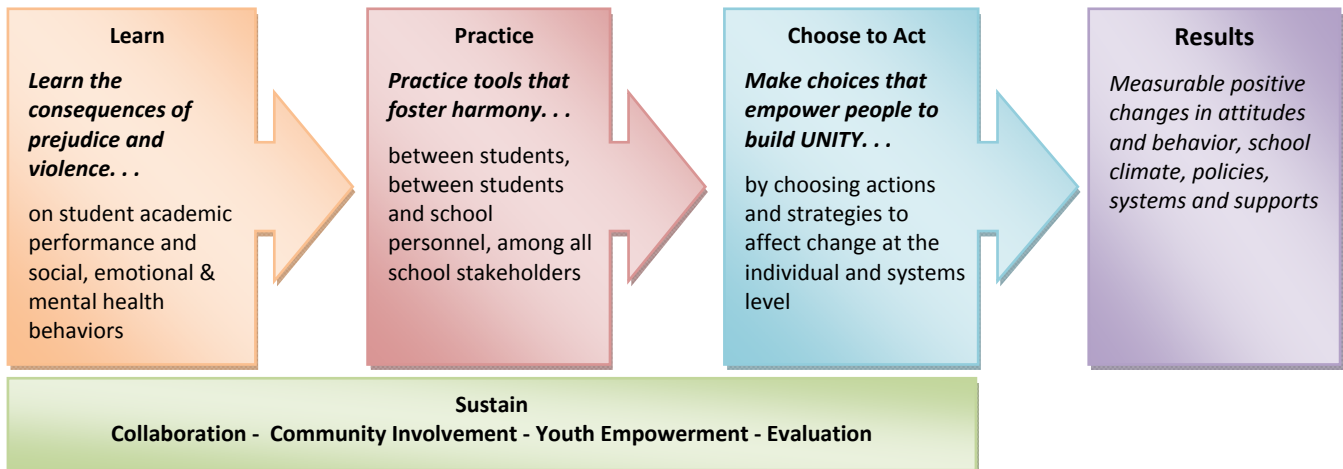 Learn
Learn the
consequences of
prejudice and
violence. . .
on student academic
performance and
social, emotional &
mental health
behaviors
Practice
Practice tools that
foster harmony. . .
between students,
between students
and school
personnel, among all
school stakeholders
Choose to Act
Make choices that
empower people to
build UNITY. . .
by choosing actions
and strategies to
affect change at the
individual and systems
level
Results
Measurable positive
changes in attitudes
and behavior, school
climate, policies,
systems and supports
Sustain
Collaboration - Community Involvement - Youth Empowerment - Evaluation